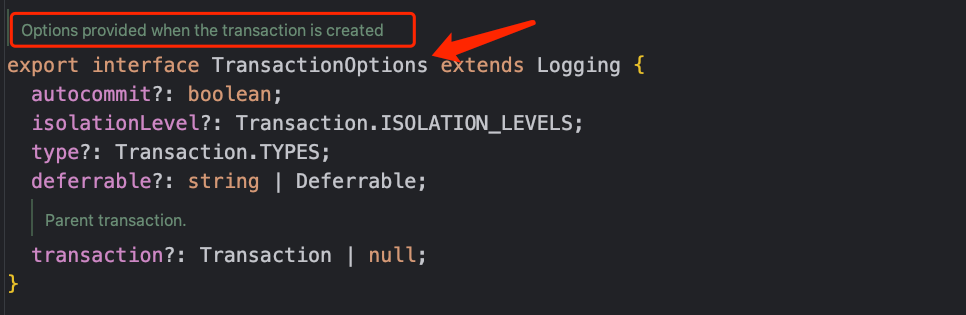 Options provided when the transaction is created
export interface TransactionOptions extends Logging {
autocommit?: boolean;
isolationLevel?: Transaction.ISOLATION_LEVELS;
type?: Transaction.TYPES;
deferrable?: string | Deferrable;
Parent transaction.
transaction?: Transaction | null;
}